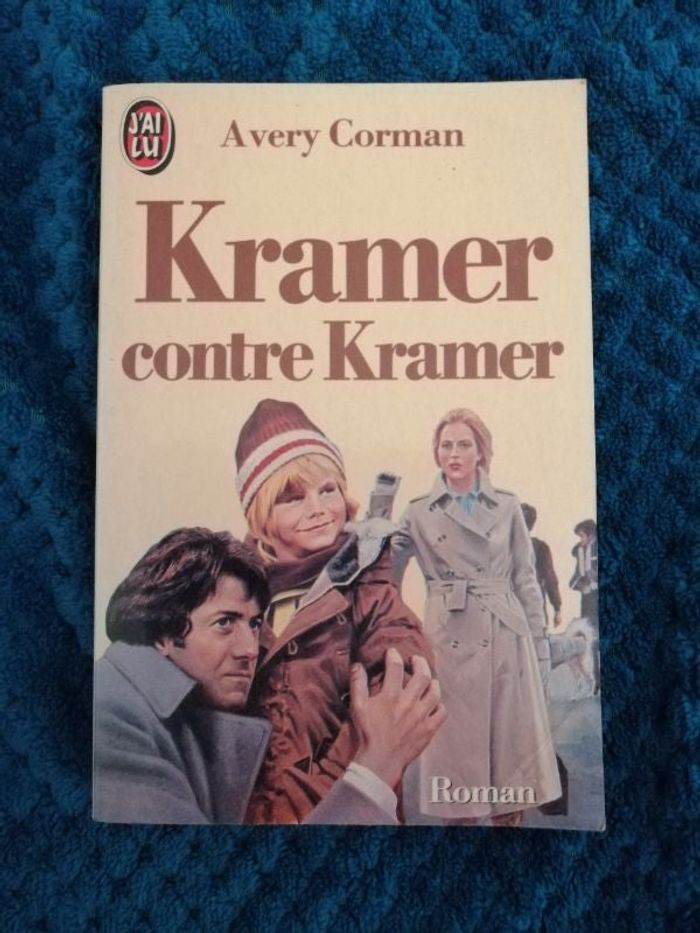 J'AI
LU
Avery Corman
Kramer
contre Kramer
Roman